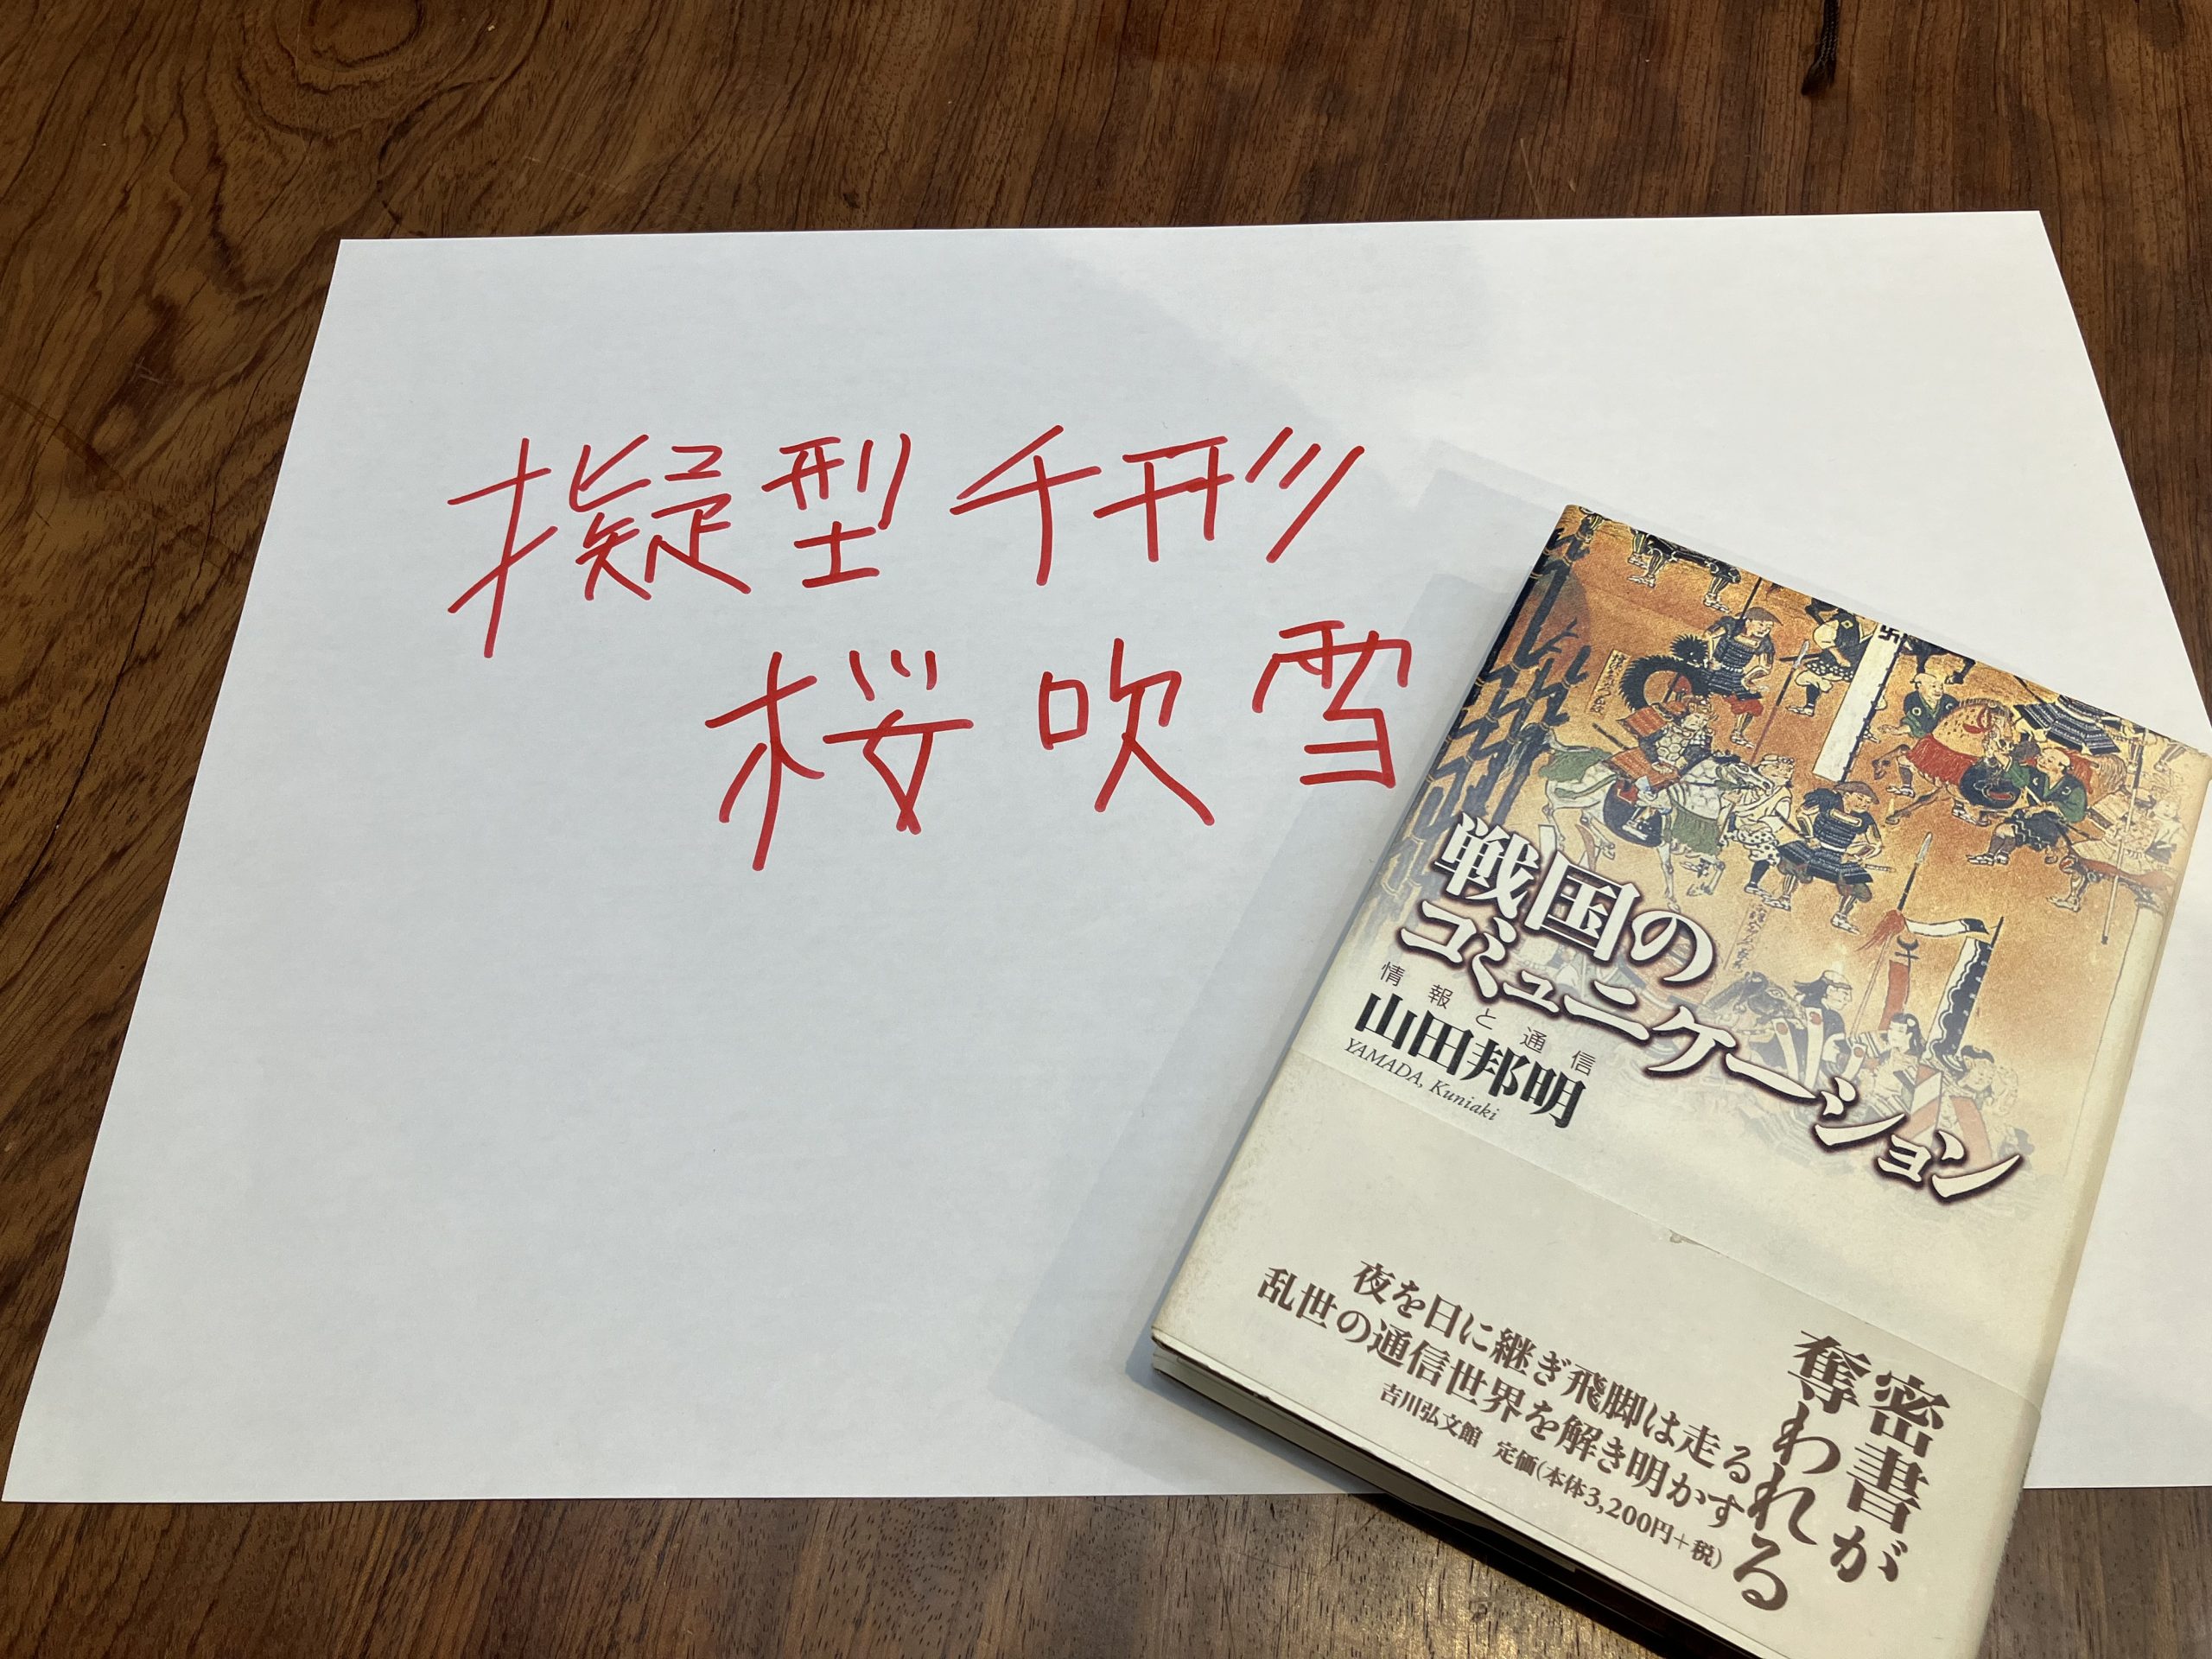 擬型千形
桜吹雪
戦国の
コミュニケーション
情報と通信
山田邦明
YAMADA, Kuniaki
密書が
奪われる
夜を日に継ぎ飛脚は走る
乱世の通信世界を解き明かす
吉川弘文館 定価(本体3,200円+税)